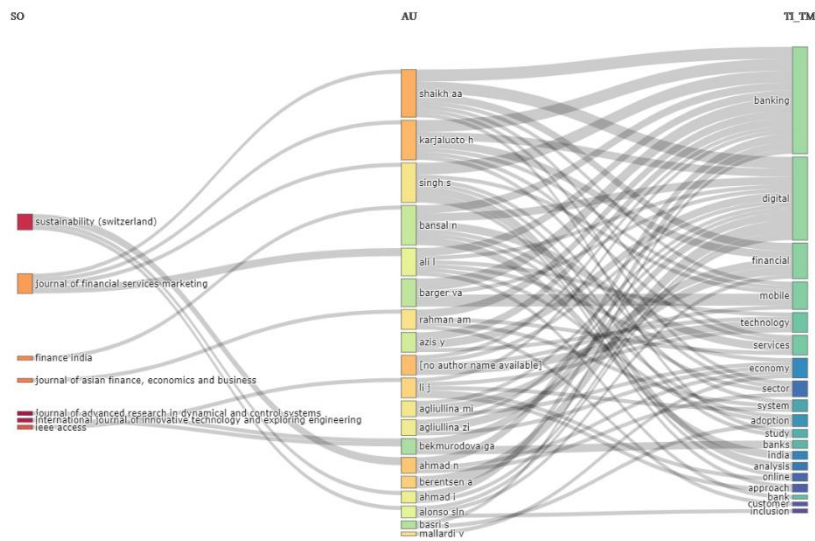 SO
AU
TI_TM
sustainability (switzerland)
journal of financial services marketing
finance india
journal of asian finance, economics and business
journal of advanced research in dynamical and control systems
international journal of innovative technology and exploring engineering
ieee access
shaikh aa
karjaluoto h
singh s
bansal n
ali l
barger va
rahman am
azis y
[no author name available]
li j
agliullina mi
agliullina zi
bekmurodova ga
ahmad n
berentsen a
ahmad i
alonso sln
basri s
mallardi v
banking
digital
financial
mobile
technology
services
economy
sector
system
adoption
study
banks
india
analysis
online
approach
bank
customer
inclusion